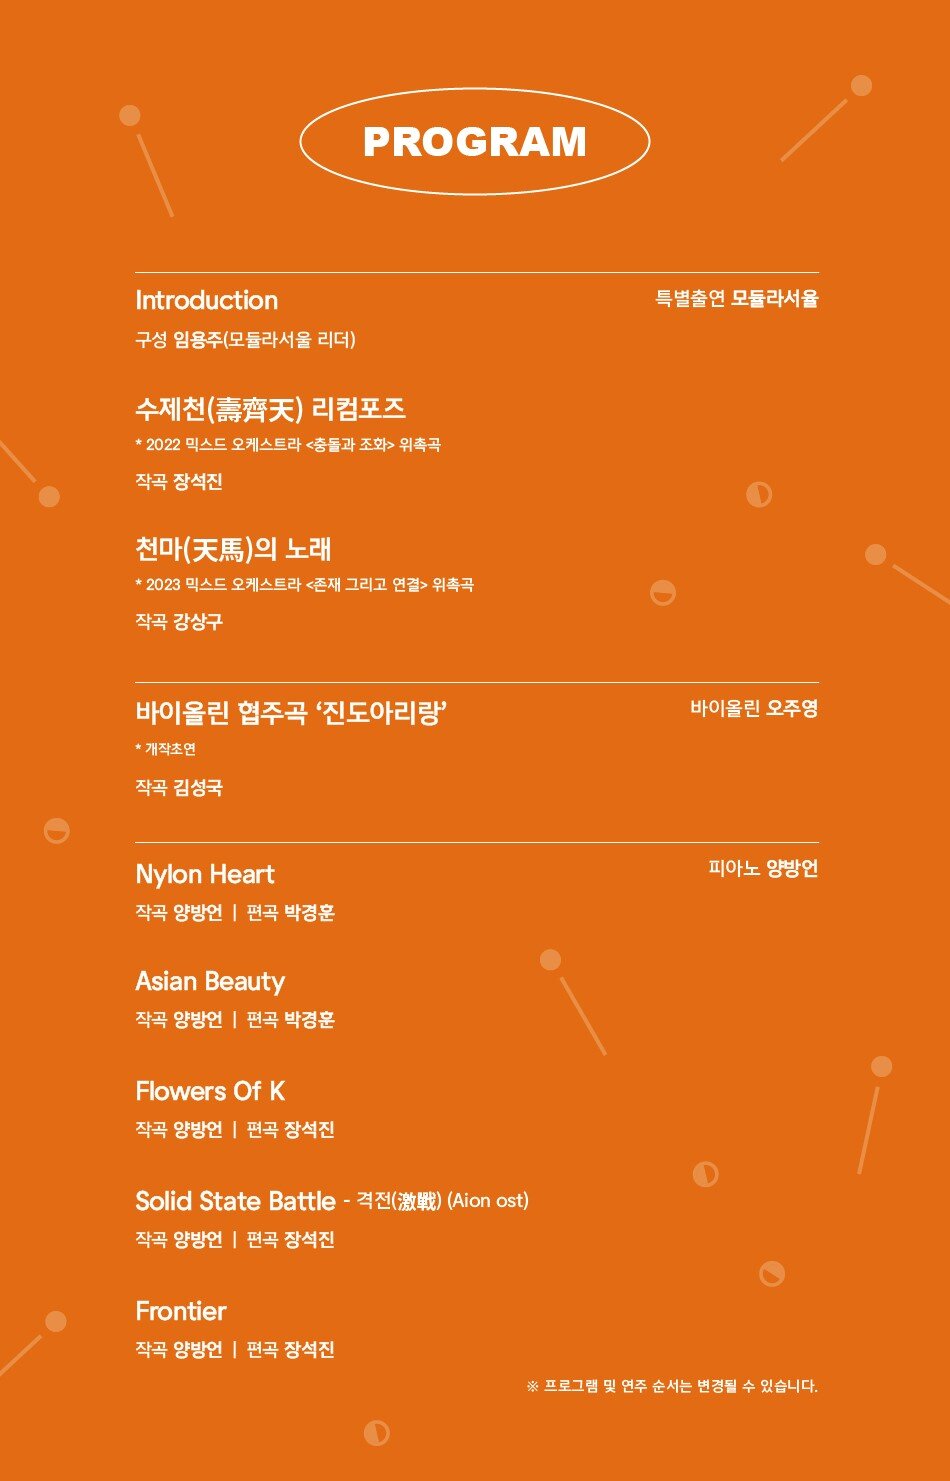 PROGRAM
Introduction
특별출연 모듈라서울
구성 임용주(모듈라서울 리더)
수제천(壽齊天) 리컴포즈
* 2022 믹스드 오케스트라 <충돌과 조화> 위촉곡
작곡 장석진
천마(天馬)의 노래
* 2023 믹스드 오케스트라 <존재 그리고 연결> 위촉곡
작곡 강상구
바이올린 협주곡 ‘진도아리랑’
바이올린 오주영
* 개작초연
작곡 김성국
Nylon Heart
피아노 양방언
작곡 양방언 | 편곡 박경훈
Asian Beauty
작곡 양방언 | 편곡 박경훈
Flowers Of K
작곡 양방언 | 편곡 장석진
Solid State Battle - 격전(激戰) (Aion ost)
작곡 양방언 | 편곡 장석진
Frontier
작곡 양방언 | 편곡 장석진
※ 프로그램 및 연주 순서는 변경될 수 있습니다.